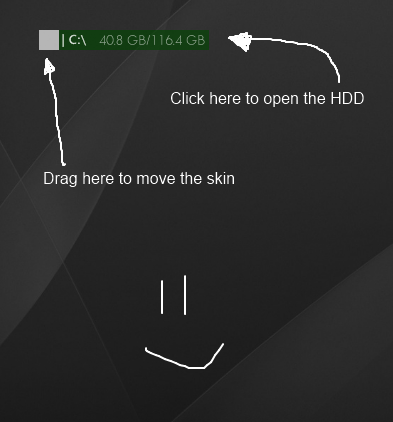 | C:\ 40.8 GB/116.4 GB
Click here to open the HDD
Drag here to move the skin